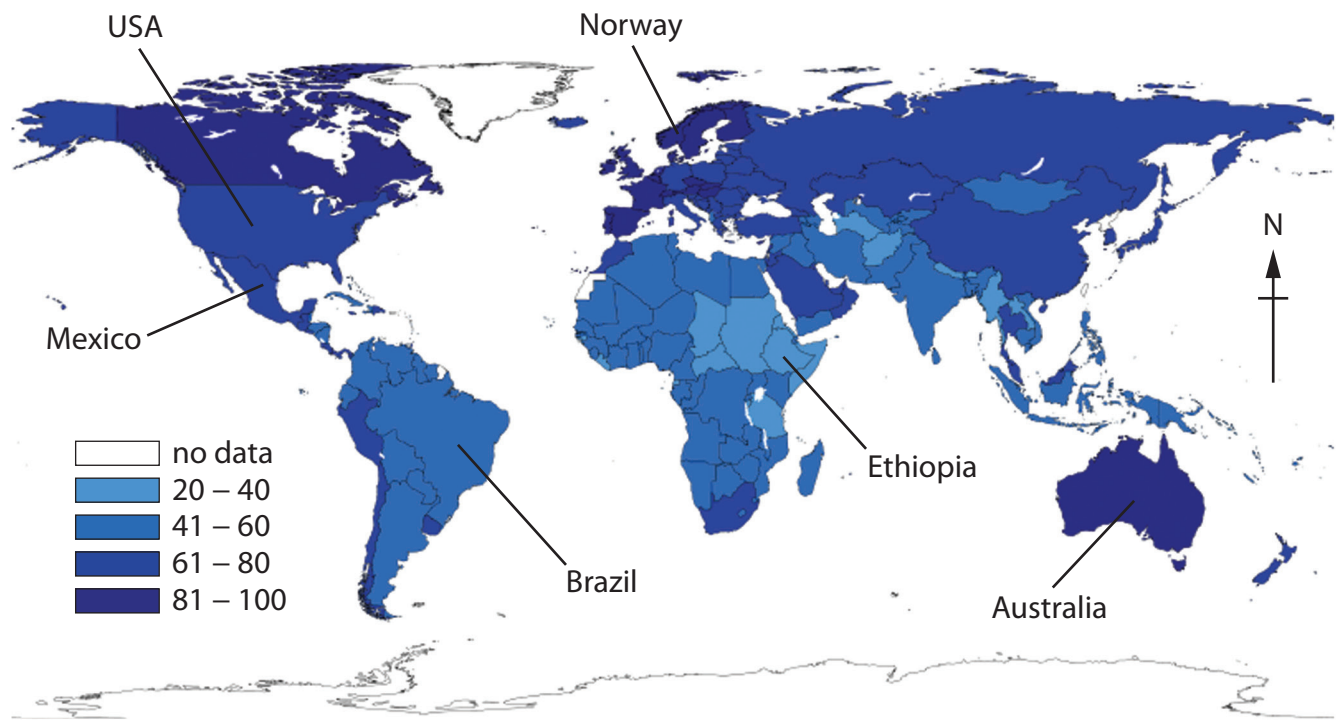 USA
Norway
N
Mexico
Ethiopia
Brazil
Australia
no data
20 – 40
41 – 60
61 – 80
81 – 100